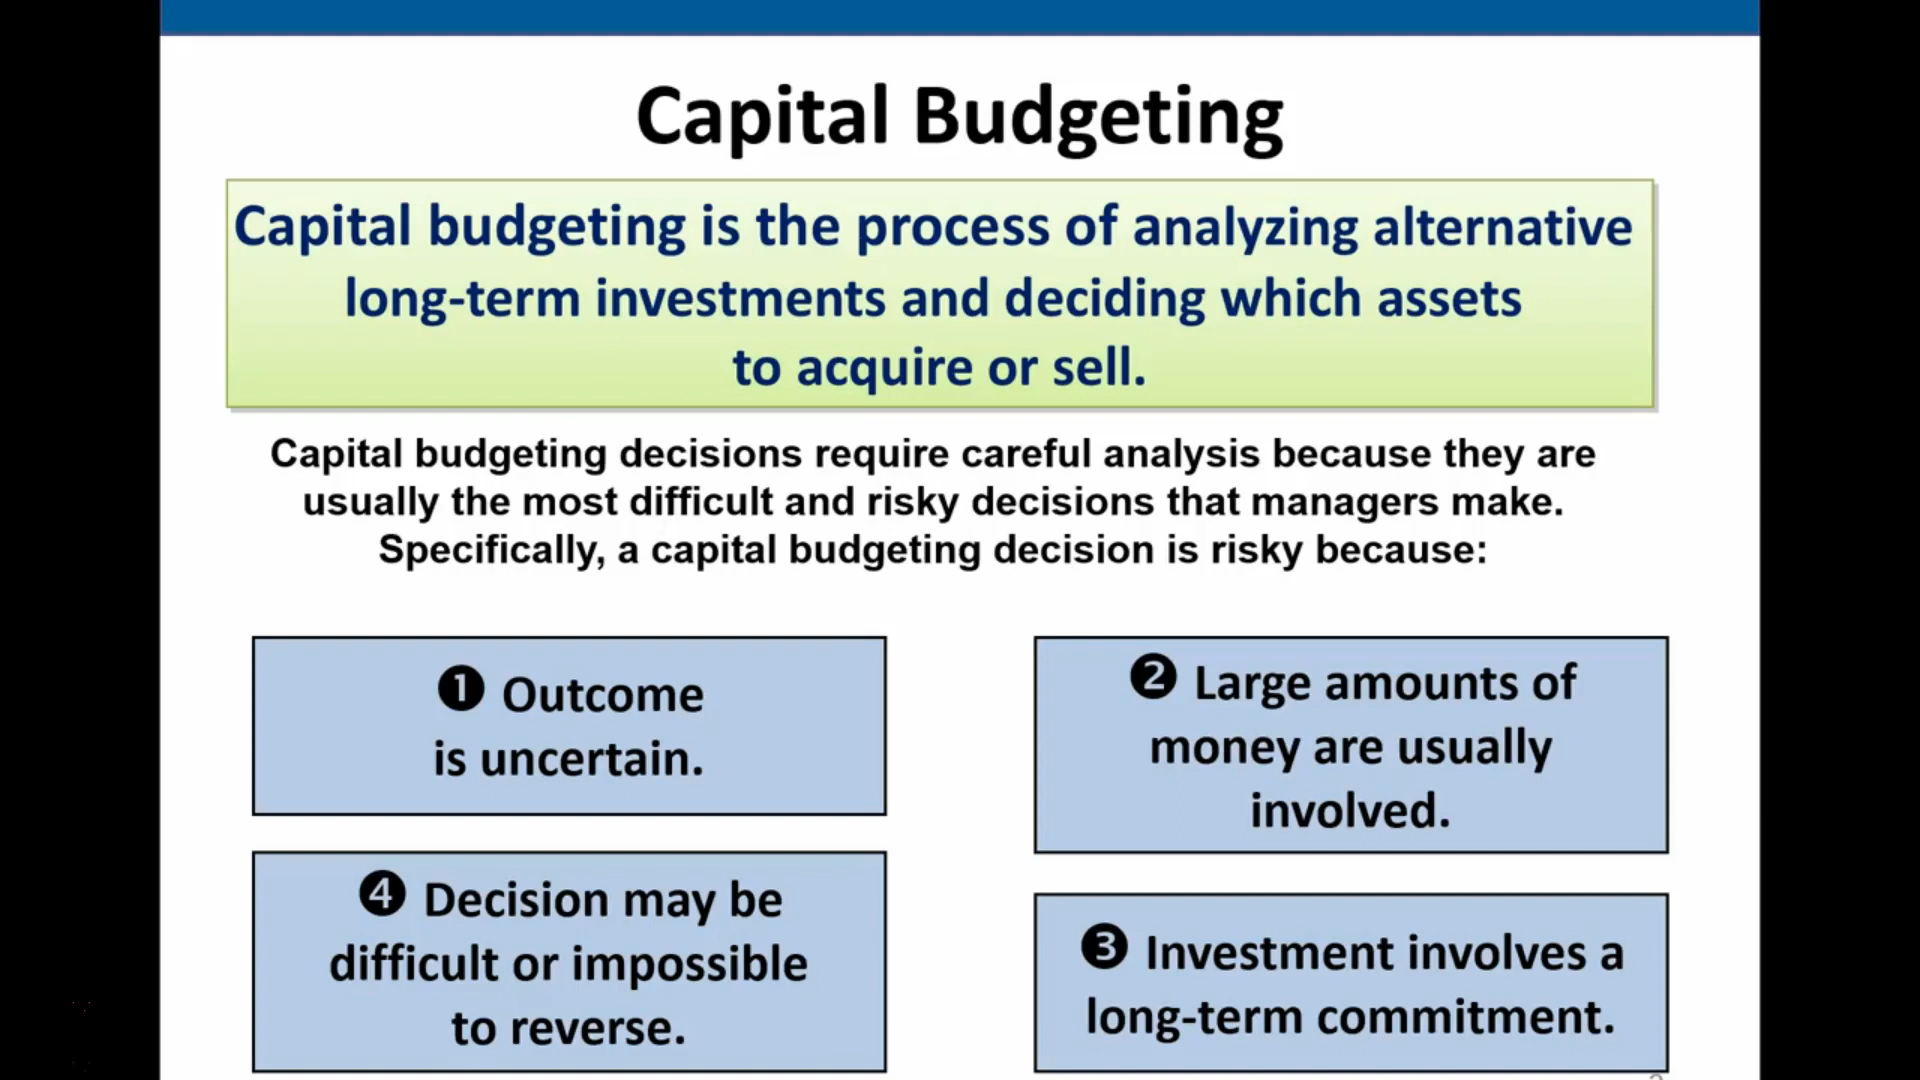 Capital Budgeting
Capital budgeting is the process of analyzing alternative
long-term investments and deciding which assets
to acquire or sell.
Capital budgeting decisions require careful analysis because they are
usually the most difficult and risky decisions that managers make.
Specifically, a capital budgeting decision is risky because:
❶ Outcome
is uncertain.
❷ Large amounts of
money are usually
involved.
❹ Decision may be
difficult or impossible
to reverse.
❸ Investment involves a
long-term commitment.